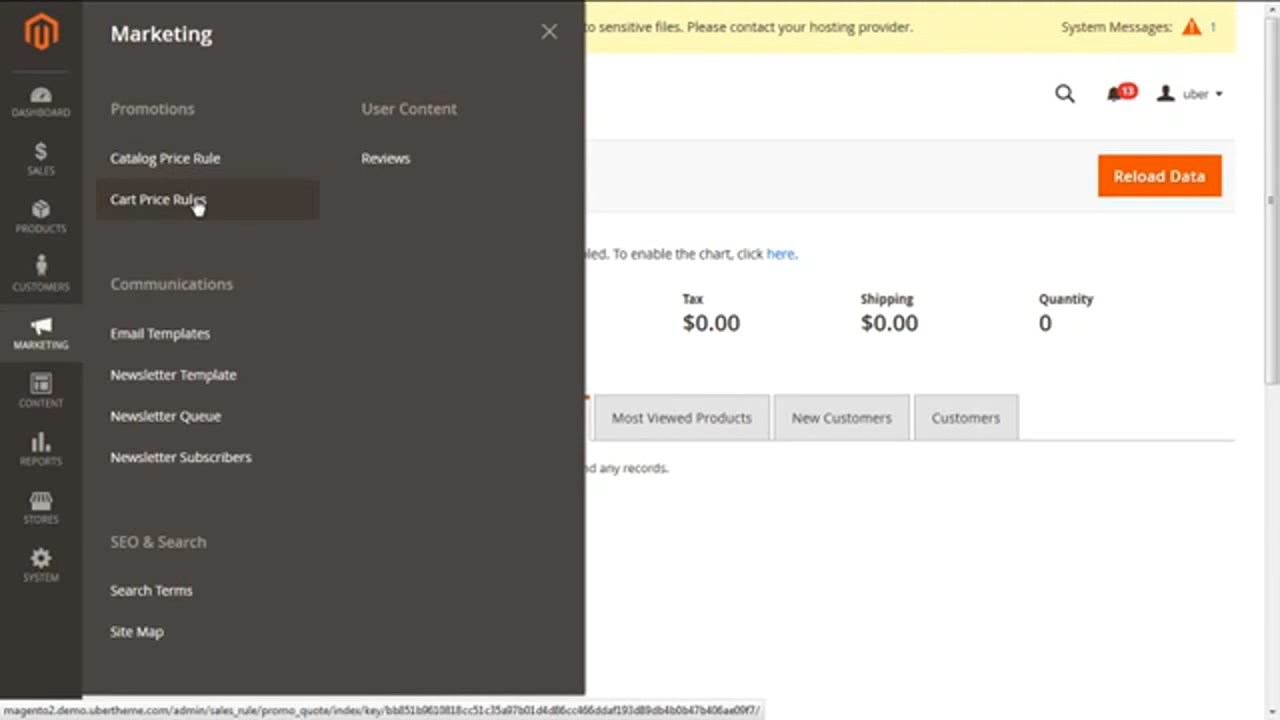 Marketing
to sensitive files. Please contact your hosting provider.
System Messages: 1
13
uber
Promotions
User Content
DASHBOARD
Catalog Price Rule
Reviews
SALES
Reload Data
Cart Price Rules
PRODUCTS
led. To enable the chart, click here.
Communications
CUSTOMERS
Tax
Shipping
Quantity
$0.00
$0.00
0
Email Templates
MARKETING
Newsletter Template
CONTENT
Newsletter Queue
Most Viewed Products
New Customers
Customers
Newsletter Subscribers
REPORTS
nd any records.
STORES
SEO & Search
SYSTEM
Search Terms
Site Map